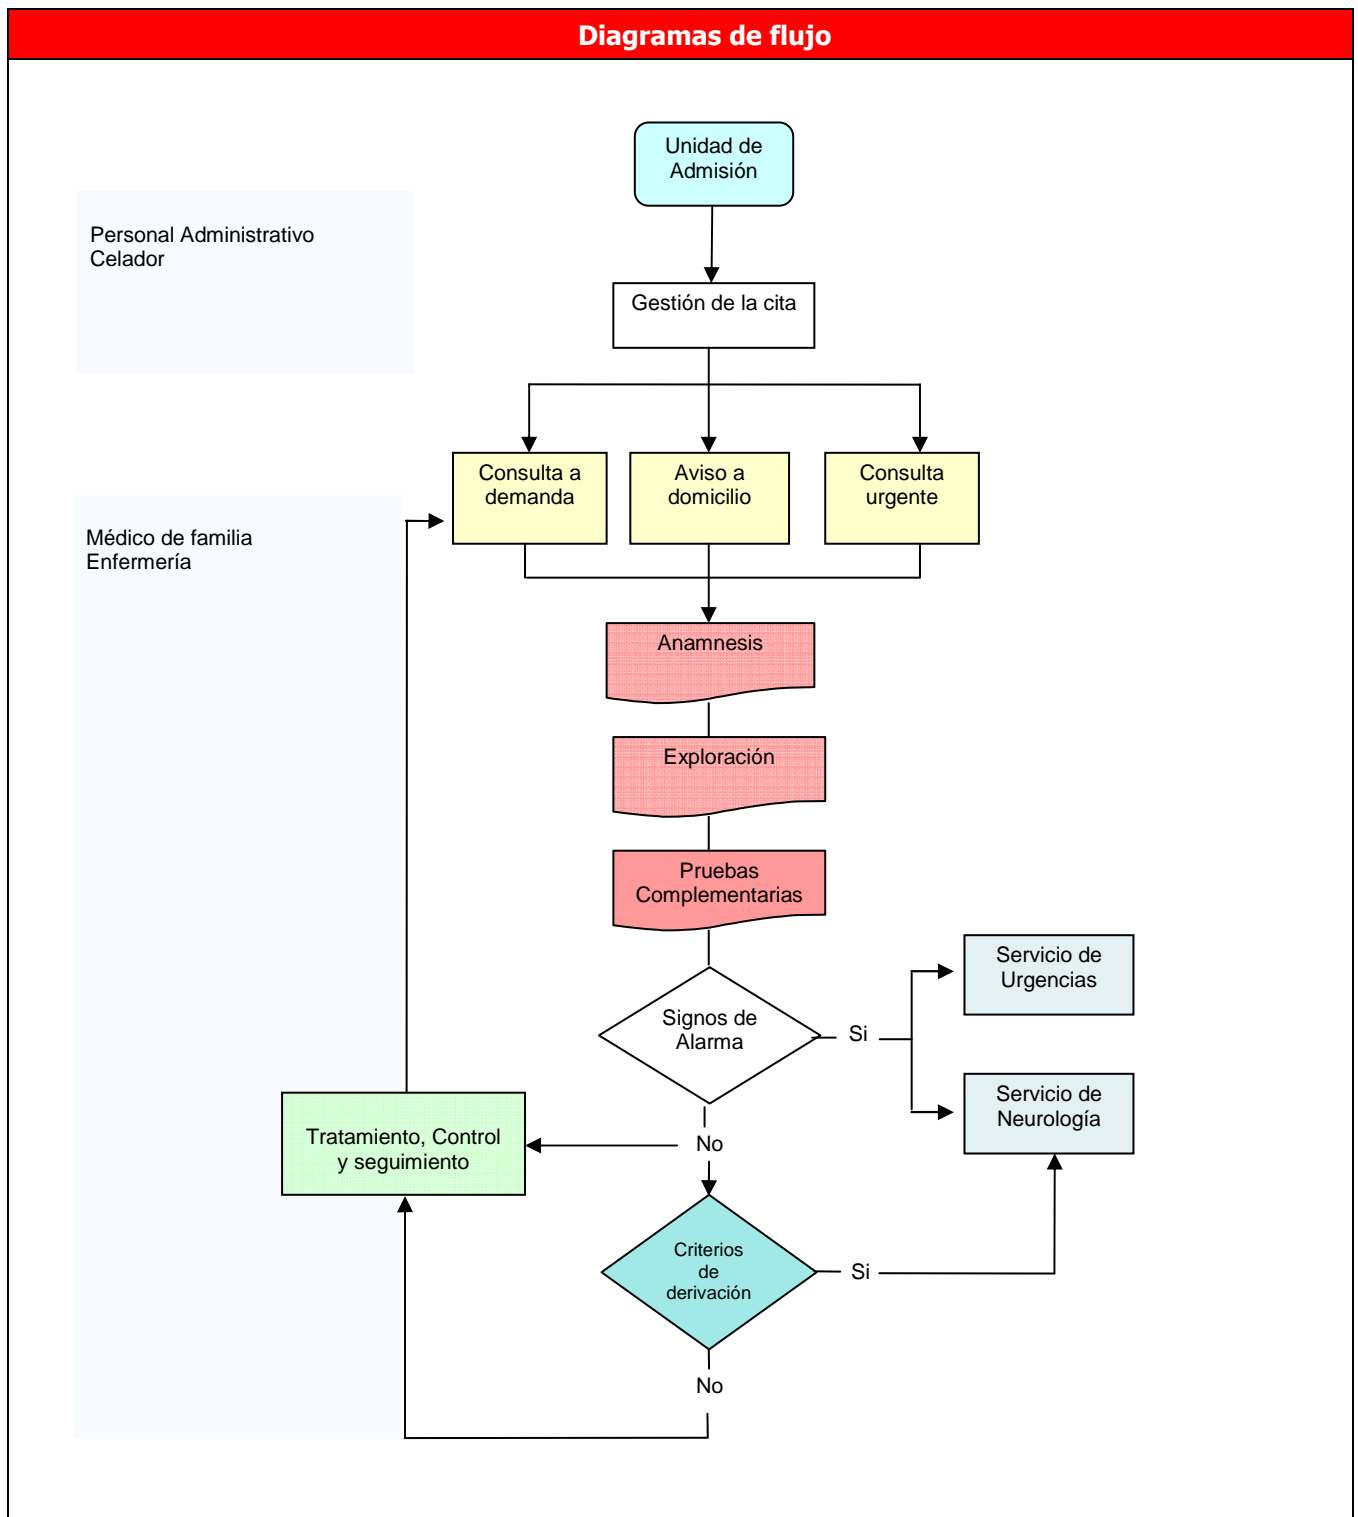 Diagramas de flujo
Unidad de
Admisión
Personal Administrativo
Celador
Gestión de la cita
Consulta a
demanda
Aviso a
domicilio
Consulta
urgente
Médico de familia
Enfermería
Anamnesis
Exploración
Pruebas
Complementarias
Servicio de
Urgencias
Signos de
Alarma
Si
Servicio de
Neurología
Tratamiento, Control
y seguimiento
No
Criterios
de
derivación
Si
No